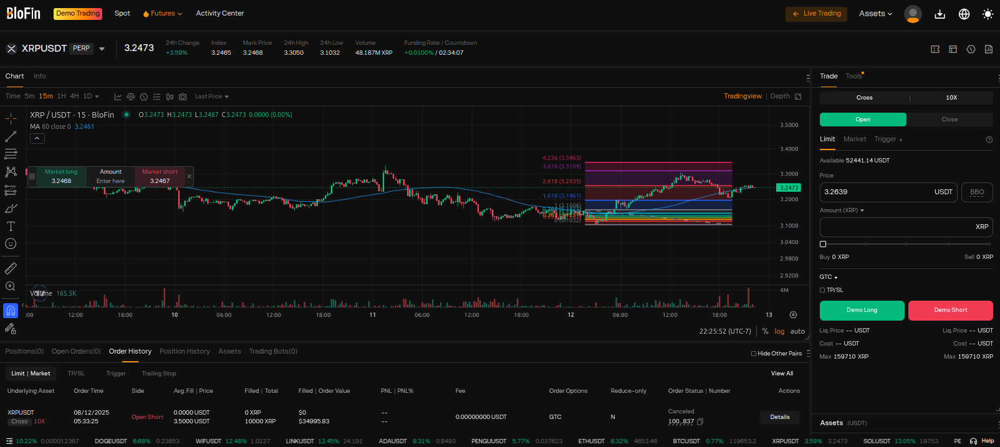 BloFin Demo Trading Spot Futures Activity Center ← Live Trading Assets
XRPUSDT PERP 3.2473
24h Change Index Mark Price 24h High 24h Low Volume Funding Rate / Countdown
+3.59% 3.2465 3.2468 3.3050 3.1032 48.187M XRP +0.0100% / 02:34:07
Chart Info
Time 5m 15m 1H 4H 1D Last Price Tradingview | Depth
XRP / USDT · 15 · BloFin O3.2473 H3.2473 L3.2467 C3.2473 0.0000 (0.00%)
MA 60 close 0 3.2461
Market long Amount Market short
3.2468 Enter here 3.2467
4.236 (3.3463)
3.618 (3.3109)
2.618 (3.2535)
1.618 (3.1961)
1 (3.1606)
0 (3.1032)
3.5000
3.4000
3.3000
3.2473
3.2000
3.1000
3.0400
2.9800
2.9200
4M
Volume 165.5K
:00 12:00 18:00 10 06:00 12:00 18:00 11 06:00 12:00 18:00 12 06:00 12:00 18:00 13
22:25:52 (UTC-7) % log auto
Trade Tools
Cross 10X
Open Close
Limit Market Trigger
Available 52441.14 USDT
Price
3.2639 USDT BBO
Amount (XRP)
XRP
Buy 0 XRP Sell 0 XRP
GTC
TP/SL
Demo Long Demo Short
Liq. Price -- USDT Liq. Price -- USDT
Cost -- USDT Cost -- USDT
Max 159710 XRP Max 159710 XRP
Positions(0) Open Orders(0) Order History Position History Assets Trading Bots(0) Hide Other Pairs
Limit | Market TP/SL Trigger Trailing Stop View All
Underlying Asset Order Time Side Avg. Fill | Price Filled | Total Filled | Order Value PNL | PNL% Fee Order Options Reduce-only Order Status | Number Actions
XRPUSDT 08/12/2025 Open Short 0.0000 USDT 0 XRP $0 -- 0.00000000 USDT GTC N Canceled Details
Cross 10X 05:33:25 3.5000 USDT 10000 XRP $34995.83 -- 100...837
Assets (USDT)
10.22% 0.000012367 DOGEUSDT 6.68% 0.23853 WIFUSDT 12.48% 1.0227 LINKUSDT 12.45% 24.191 ADAUSDT 9.31% 0.8493 PENGUUSDT 5.77% 0.037623 ETHUSDT 8.32% 4653.46 BTCUSDT 0.77% 119653.2 XRPUSDT 3.59% 3.2473 SOLUSDT 13.05% 197.53 PE Help